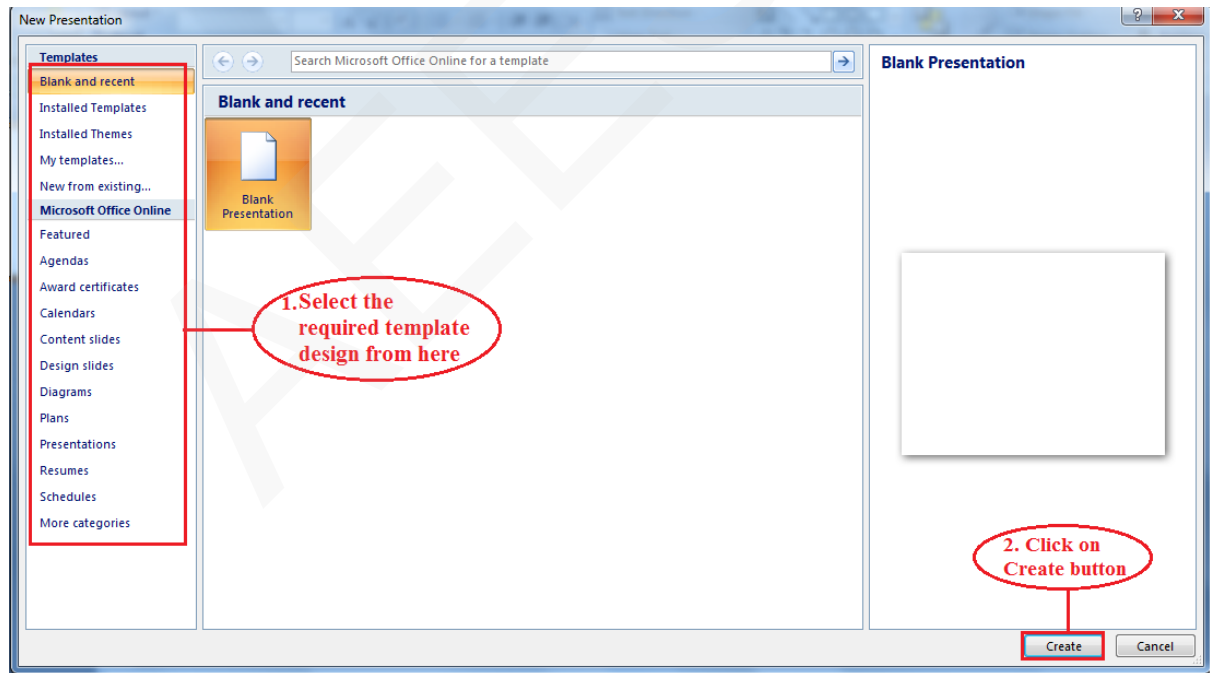 New Presentation
?
X
Templates
Blank and recent
Installed Templates
Installed Themes
My templates...
New from existing...
Microsoft Office Online
Featured
Agendas
Award certificates
Calendars
Content slides
Design slides
Diagrams
Plans
Presentations
Resumes
Schedules
More categories
Search Microsoft Office Online for a template
Blank and recent
Blank
Presentation
1.Select the
required template
design from here
Blank Presentation
2. Click on
Create button
Create
Cancel